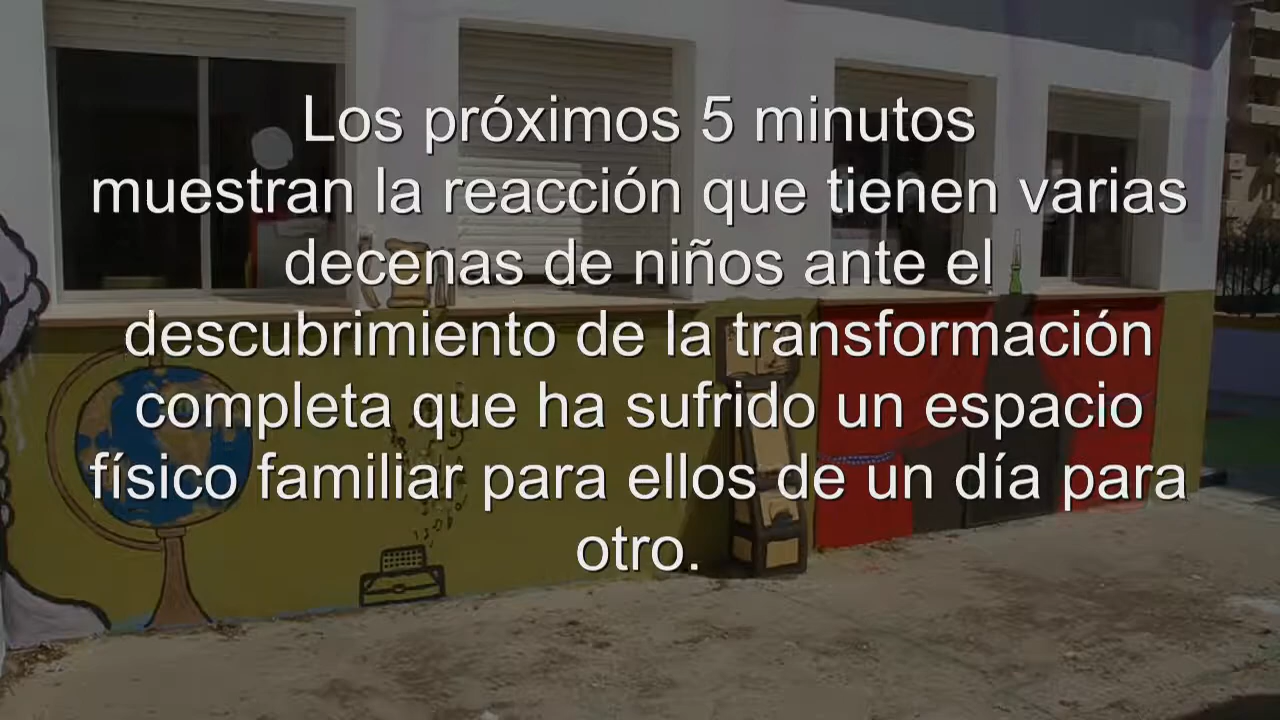 Los próximos 5 minutos
muestran la reacción que tienen varias
decenas de niños ante el
descubrimiento de la transformación
completa que ha sufrido un espacio
físico familiar para ellos de un día para
otro.